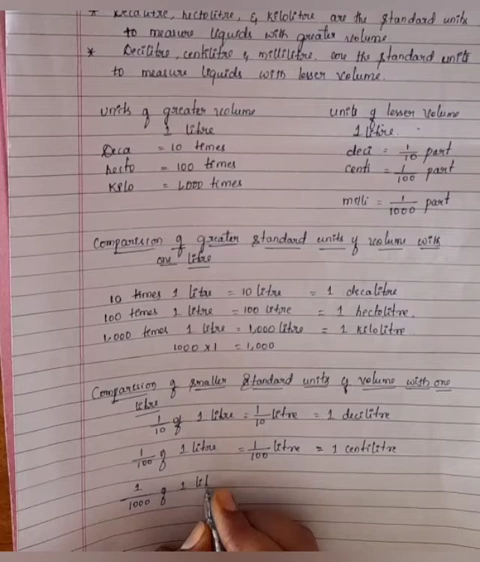 * Decalitre, hectolitre, & kilolitre are the standard units
to measure liquids with greater volume
* Decilitre, centilitre & millilitre are the standard units
to measure liquids with lesser volume.
units of greater volume
1 litre
Deca = 10 times
hecto = 100 times
Kilo = 1,000 times
units of lesser volume
1 litre.
deci = 1/10 part
centi = 1/100 part
milli = 1/1000 part
Comparision of greater standard units of volume with
one litre
10 times 1 litre = 10 litre = 1 decalitre
100 times 1 litre = 100 litre = 1 hectolitre.
1,000 times 1 litre = 1,000 litre = 1 kilolitre
1000 x 1 = 1,000
Comparision of smaller standard units of volume with one
litre
1/10 of 1 litre = 1/10 litre = 1 decilitre
1/100 of 1 litre = 1/100 litre = 1 centilitre
1/1000 of 1 lit